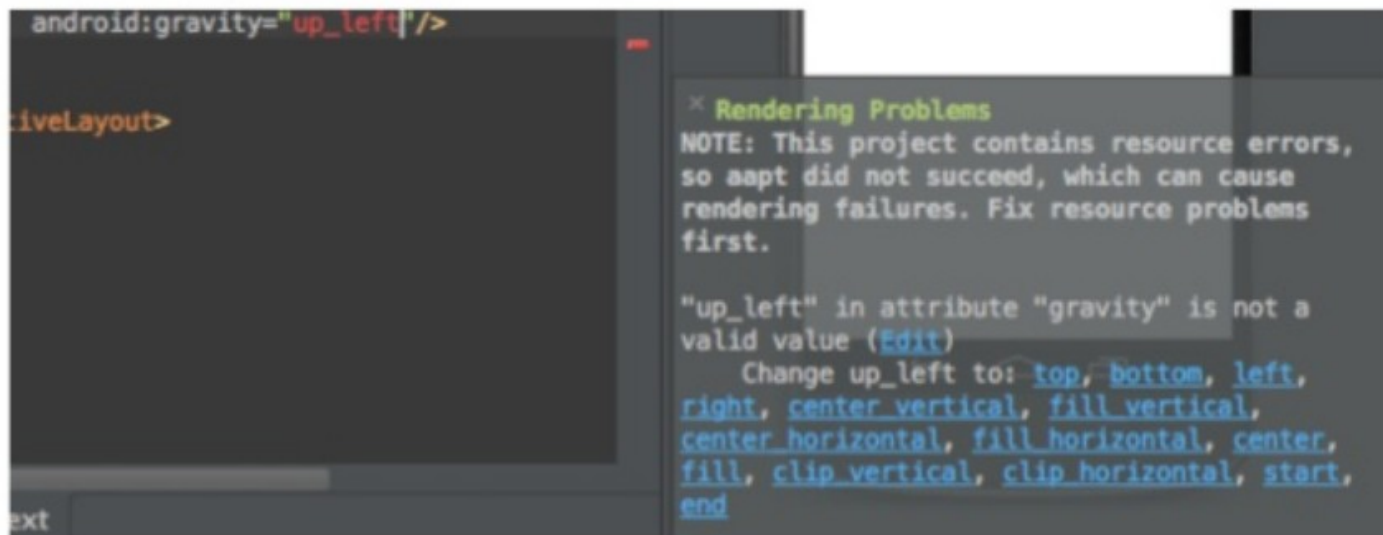 android:gravity="up_left"/>
iveLayout>
ext
× Rendering Problems
NOTE: This project contains resource errors,
so aapt did not succeed, which can cause
rendering failures. Fix resource problems
first.
"up_left" in attribute "gravity" is not a
valid value (Edit)
Change up_left to: top, bottom, left,
right, center_vertical, fill_vertical,
center_horizontal, fill_horizontal, center,
fill, clip_vertical, clip_horizontal, start,
end